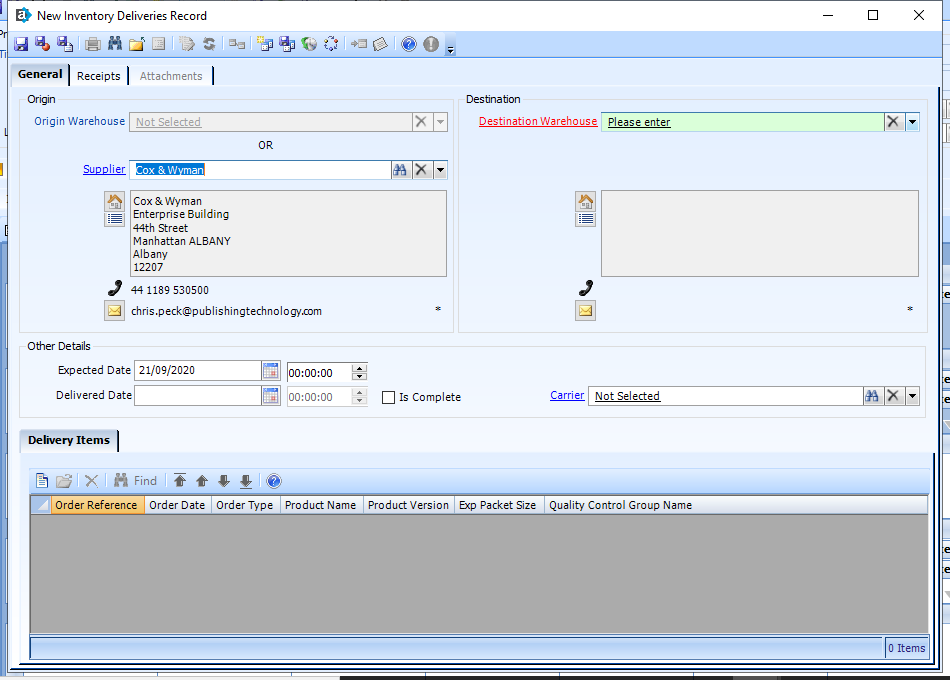 New Inventory Deliveries Record
General Receipts Attachments
Origin
Origin Warehouse Not Selected
OR
Supplier Cox & Wyman
Cox & Wyman
Enterprise Building
44th Street
Manhattan ALBANY
Albany
12207
44 1189 530500
chris.peck@publishingtechnology.com *
Destination
Destination Warehouse Please enter
*
Other Details
Expected Date 21/09/2020 00:00:00
Delivered Date 00:00:00 Is Complete Carrier Not Selected
Delivery Items
Find
Order Reference Order Date Order Type Product Name Product Version Exp Packet Size Quality Control Group Name
0 Items